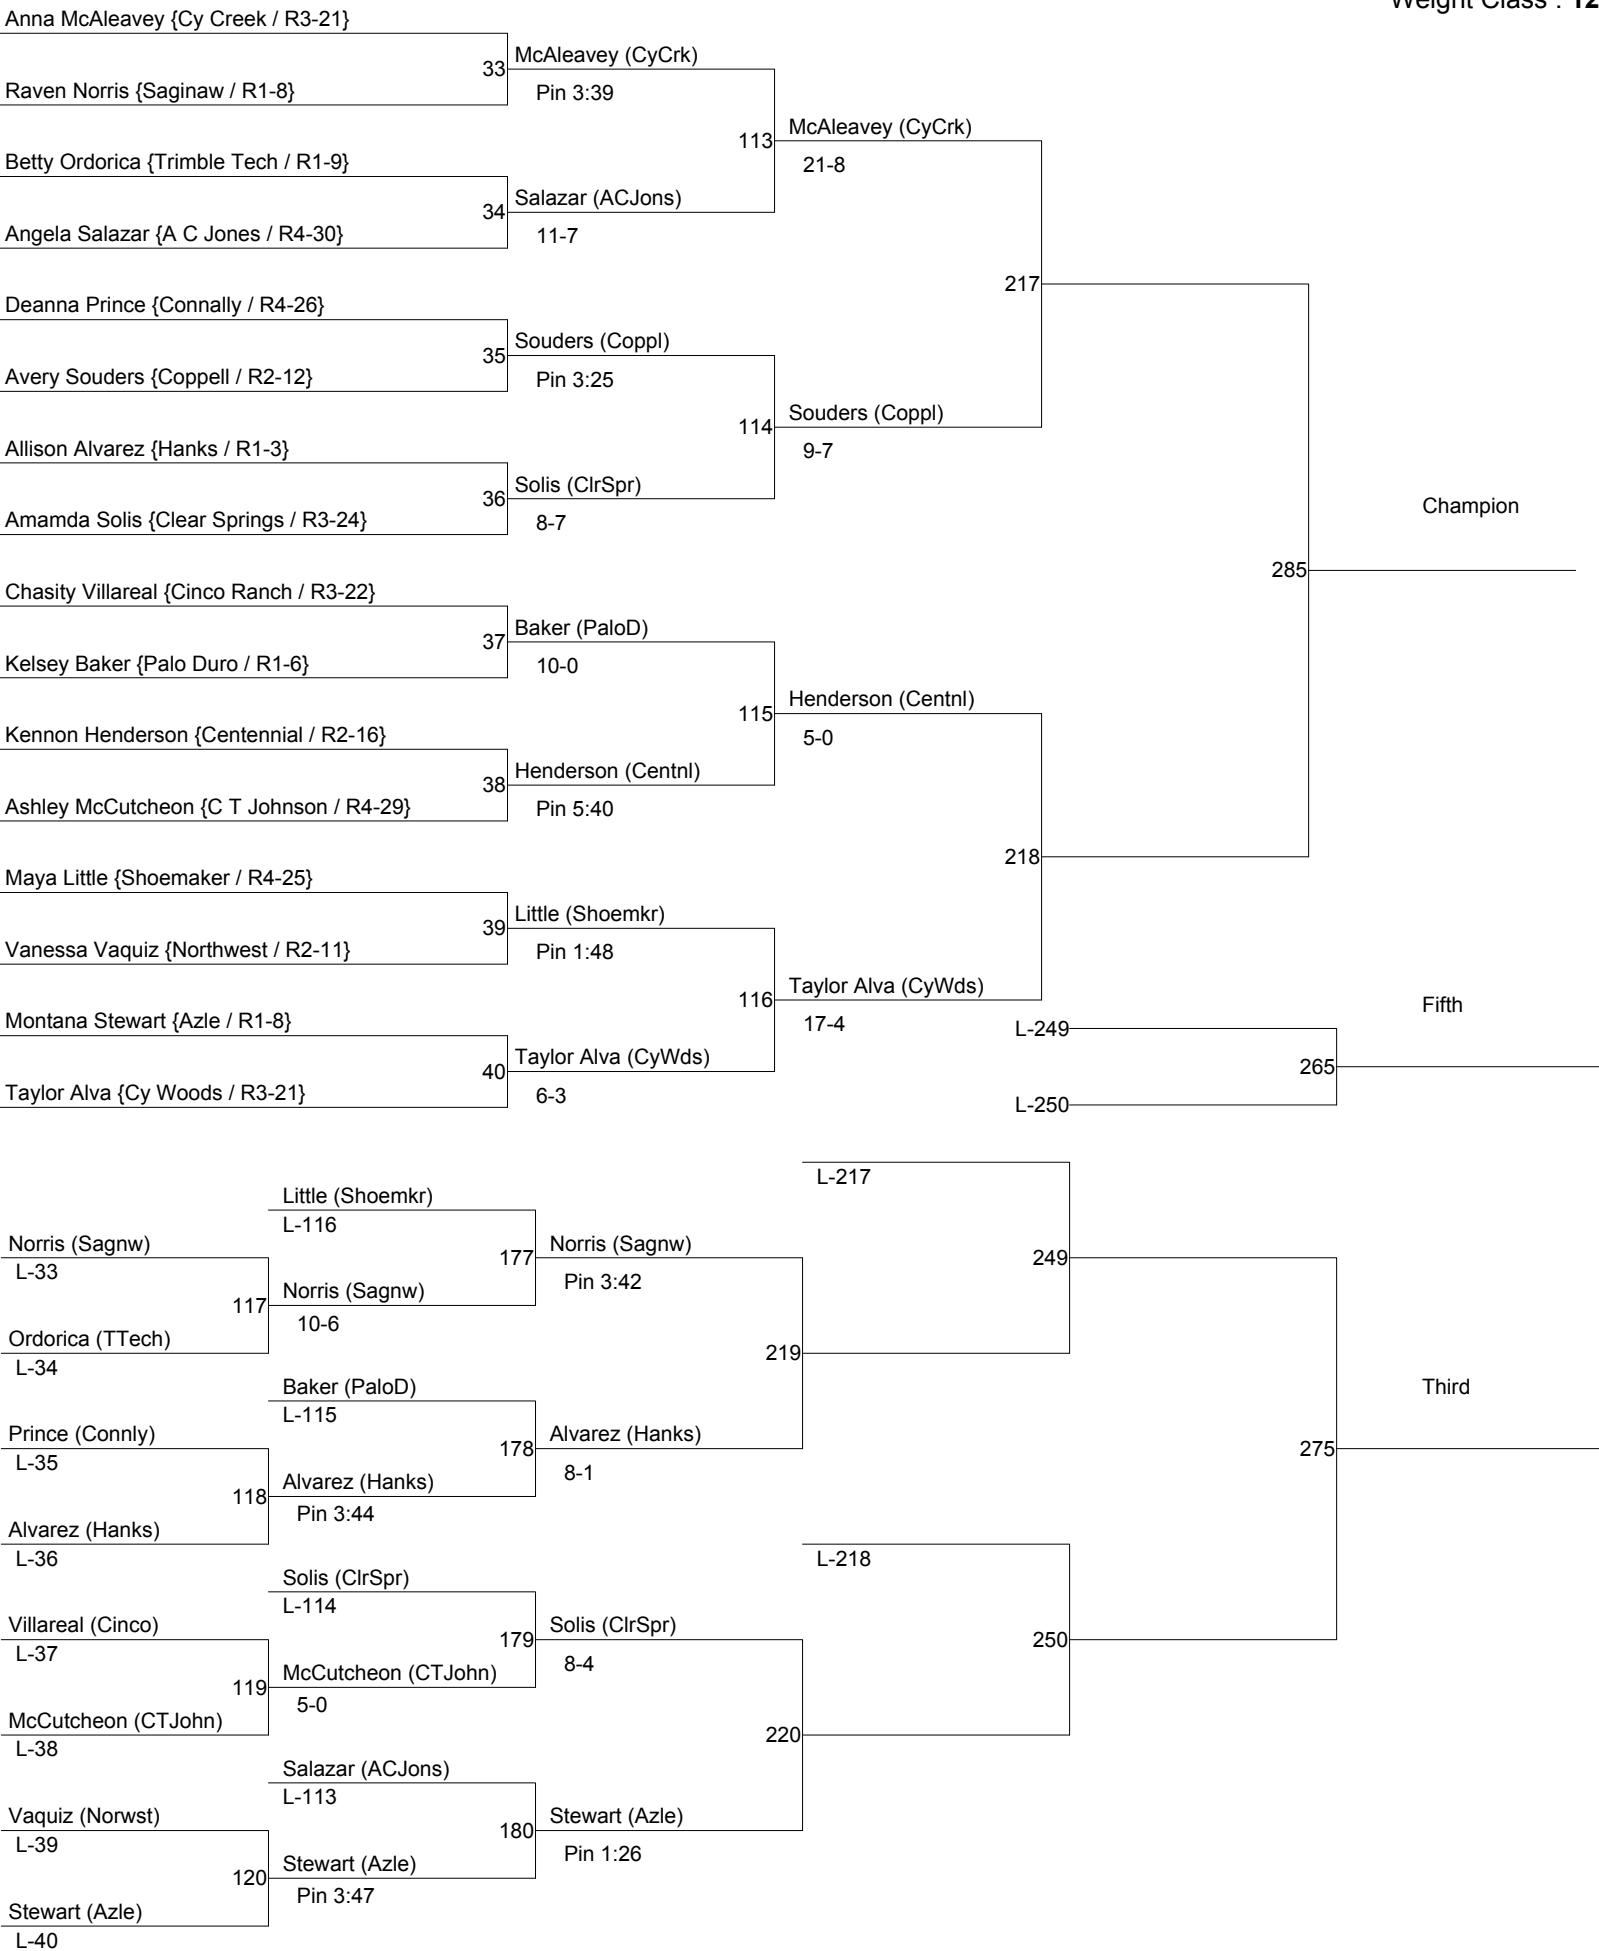 Weight Class : 12
Anna McAleavey {Cy Creek / R3-21}
33
McAleavey (CyCrk)
Raven Norris {Saginaw / R1-8}
Pin 3:39
113
McAleavey (CyCrk)
Betty Ordorica {Trimble Tech / R1-9}
21-8
34
Salazar (ACJons)
Angela Salazar {A C Jones / R4-30}
11-7
217
Deanna Prince {Connally / R4-26}
35
Souders (Coppl)
Avery Souders {Coppell / R2-12}
Pin 3:25
114
Souders (Coppl)
Allison Alvarez {Hanks / R1-3}
9-7
36
Solis (ClrSpr)
Amamda Solis {Clear Springs / R3-24}
8-7
Champion
285
Chasity Villareal {Cinco Ranch / R3-22}
37
Baker (PaloD)
Kelsey Baker {Palo Duro / R1-6}
10-0
115
Henderson (Centnl)
Kennon Henderson {Centennial / R2-16}
5-0
38
Henderson (Centnl)
Ashley McCutcheon {C T Johnson / R4-29}
Pin 5:40
218
Maya Little {Shoemaker / R4-25}
39
Little (Shoemkr)
Vanessa Vaquiz {Northwest / R2-11}
Pin 1:48
116
Taylor Alva (CyWds)
Montana Stewart {Azle / R1-8}
17-4
40
Taylor Alva (CyWds)
Taylor Alva {Cy Woods / R3-21}
6-3
Fifth
L-249
265
L-250
L-217
Little (Shoemkr)
L-116
Norris (Sagnw)
L-33
177
Norris (Sagnw)
Pin 3:42
249
117
Norris (Sagnw)
10-6
Ordorica (TTech)
L-34
219
Baker (PaloD)
L-115
Third
Prince (Connly)
L-35
178
Alvarez (Hanks)
8-1
275
118
Alvarez (Hanks)
Pin 3:44
Alvarez (Hanks)
L-36
L-218
Solis (ClrSpr)
L-114
Villareal (Cinco)
L-37
179
Solis (ClrSpr)
8-4
250
119
McCutcheon (CTJohn)
5-0
McCutcheon (CTJohn)
L-38
220
Salazar (ACJons)
L-113
Vaquiz (Norwst)
L-39
180
Stewart (Azle)
Pin 1:26
120
Stewart (Azle)
Pin 3:47
Stewart (Azle)
L-40